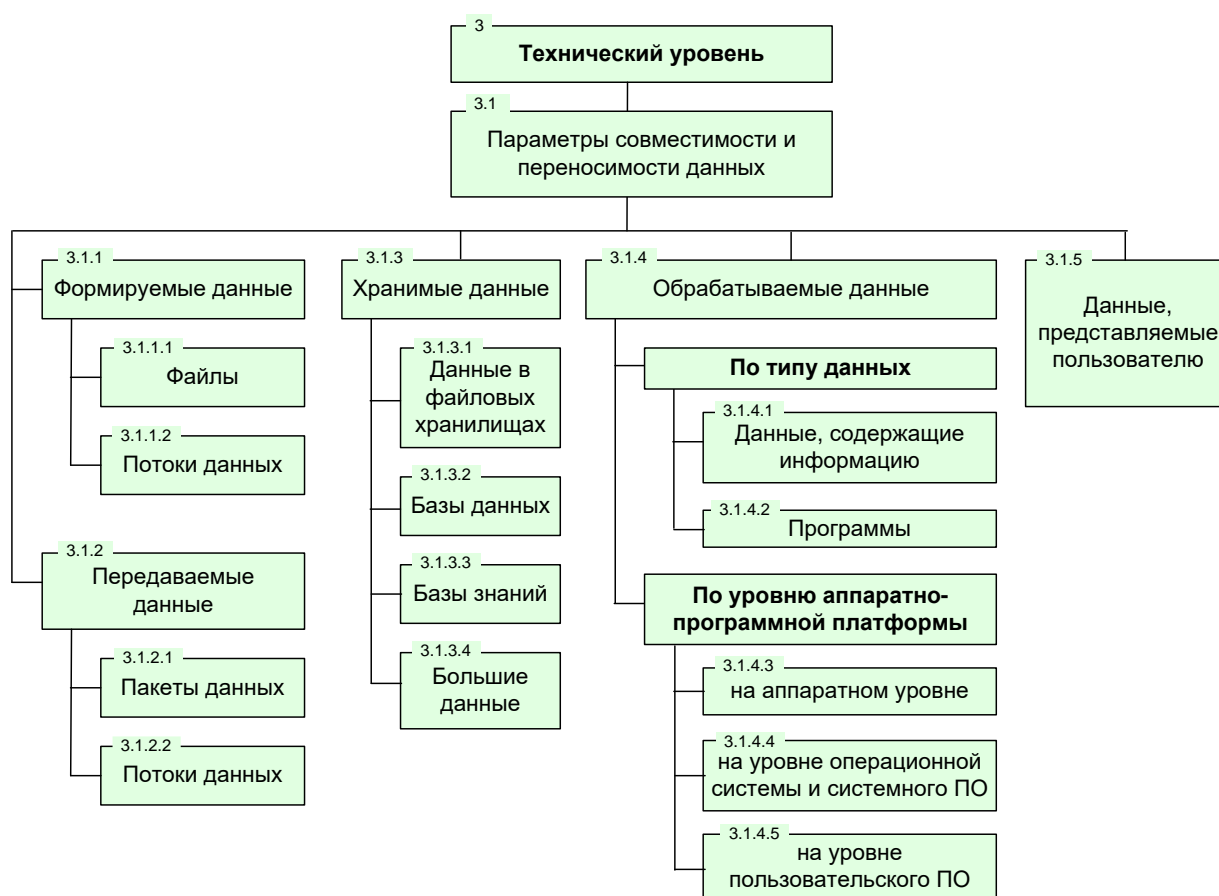 3
Технический уровень
3.1
Параметры совместимости и
переносимости данных
3.1.1
Формируемые данные
3.1.1.1
Файлы
3.1.1.2
Потоки данных
3.1.2
Передаваемые
данные
3.1.2.1
Пакеты данных
3.1.2.2
Потоки данных
3.1.3
Хранимые данные
3.1.3.1
Данные в
файловых
хранилищах
3.1.3.2
Базы данных
3.1.3.3
Базы знаний
3.1.3.4
Большие
данные
3.1.4
Обрабатываемые данные
По типу данных
3.1.4.1
Данные, содержащие
информацию
3.1.4.2
Программы
По уровню аппаратно-
программной платформы
3.1.4.3
на аппаратном уровне
3.1.4.4
на уровне операционной
системы и системного ПО
3.1.4.5
на уровне
пользовательского ПО
3.1.5
Данные,
представляемые
пользователю